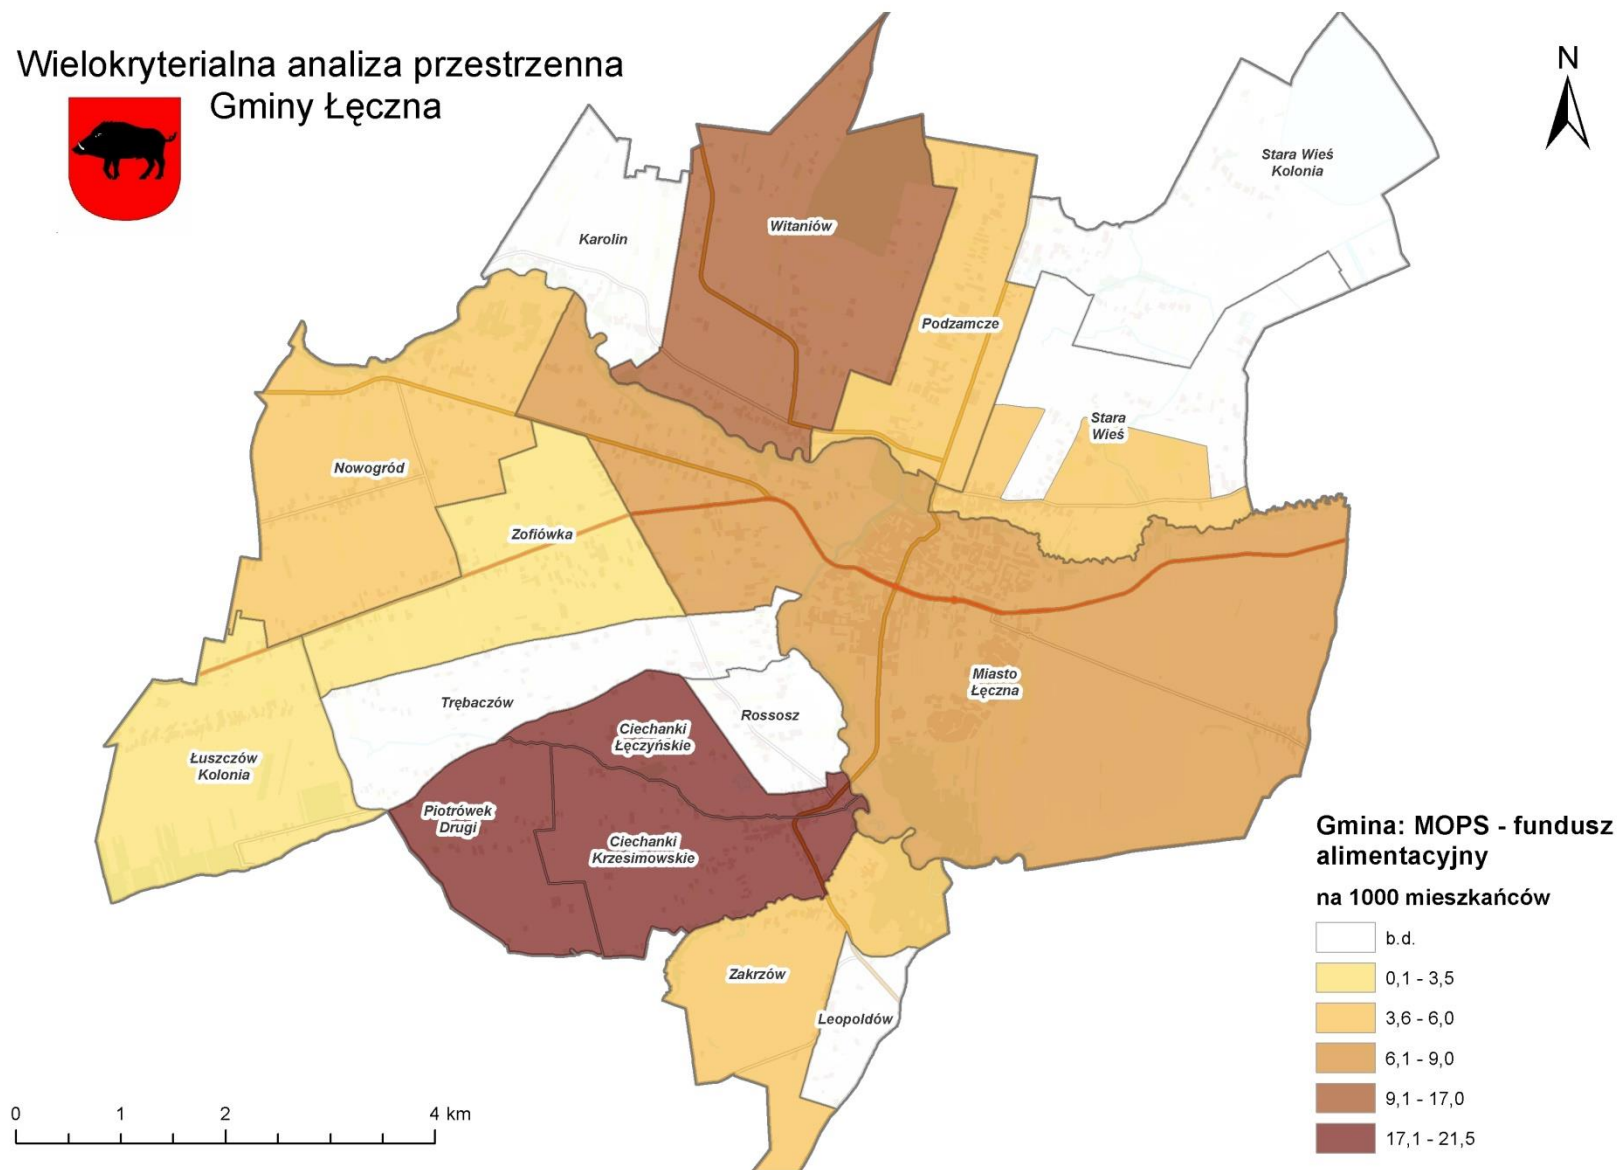 Wielokryterialna analiza przestrzenna
Gminy Łęczna
N
Stara Wieś
Kolonia
Karolin
Witaniów
Podzamcze
Stara
Wieś
Nowogród
Zofiówka
Miasto
Łęczna
Trębaczów
Rossosz
Ciechanki
Łęczyńskie
Łuszczów
Kolonia
Piotrówek
Drugi
Ciechanki
Krzesimowskie
Zakrzów
Leopoldów
Gmina: MOPS - fundusz
alimentacyjny
na 1000 mieszkańców
b.d.
0,1 - 3,5
3,6 - 6,0
6,1 - 9,0
9,1 - 17,0
17,1 - 21,5
0 1 2 4 km